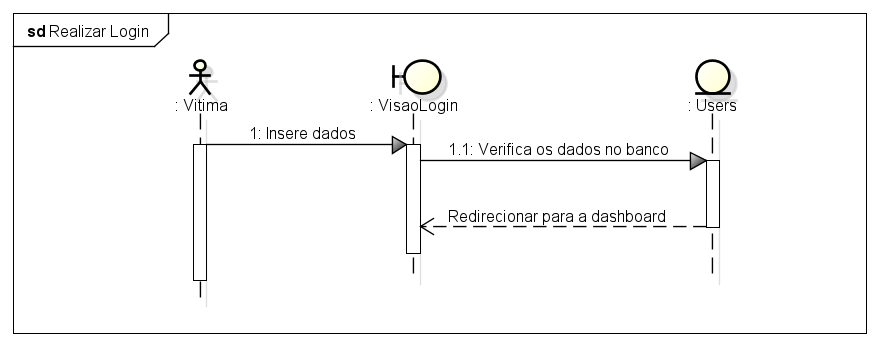 sd Realizar Login
: Vitima
: VisaoLogin
: Users
1: Insere dados
1.1: Verifica os dados no banco
Redirecionar para a dashboard